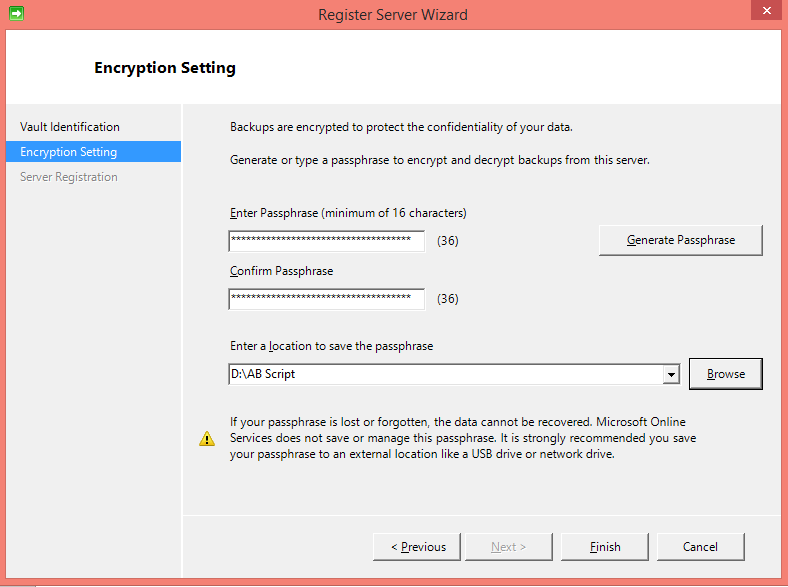 Register Server Wizard
Encryption Setting
Vault Identification
Encryption Setting
Server Registration
Backups are encrypted to protect the confidentiality of your data.
Generate or type a passphrase to encrypt and decrypt backups from this server.
Enter Passphrase (minimum of 16 characters)
************************************ (36)
Generate Passphrase
Confirm Passphrase
************************************ (36)
Enter a location to save the passphrase
D:\AB Script
Browse
If your passphrase is lost or forgotten, the data cannot be recovered. Microsoft Online
Services does not save or manage this passphrase. It is strongly recommended you save
your passphrase to an external location like a USB drive or network drive.
< Previous
Next >
Finish
Cancel